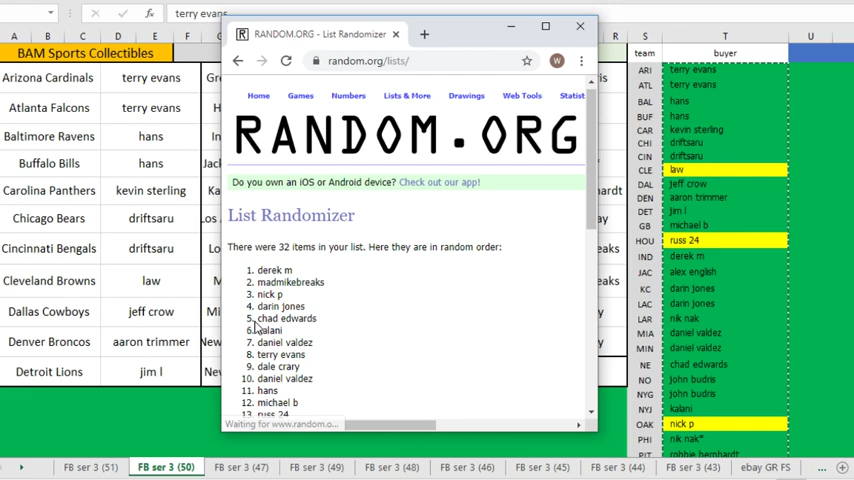 terry evans
A B C D E F G
BAM Sports Collectibles
Arizona Cardinals terry evans
Atlanta Falcons terry evans
Baltimore Ravens hans
Buffalo Bills hans
Carolina Panthers kevin sterling
Chicago Bears driftsaru
Cincinnati Bengals driftsaru
Cleveland Browns law
Dallas Cowboys jeff crow
Denver Broncos aaron trimmer
Detroit Lions jim l
RANDOM.ORG - List Randomizer
random.org/lists/
W
Home Games Numbers Lists & More Drawings Web Tools Statist
RANDOM.ORG
Do you own an iOS or Android device? Check out our app!
List Randomizer
There were 32 items in your list. Here they are in random order:
1. derek m
2. madmikebreaks
3. nick p
4. darin jones
5. chad edwards
6. kalani
7. daniel valdez
8. terry evans
9. dale crary
10. daniel valdez
11. hans
12. michael b
13. russ 24
Waiting for www.random.o...
R S T U
team buyer
ARI terry evans
ATL terry evans
BAL hans
BUF hans
CAR kevin sterling
CHI driftsaru
CIN driftsaru
CLE law
DAL jeff crow
DEN aaron trimmer
DET jim l
GB michael b
HOU russ 24
IND derek m
JAC alex english
KC darin jones
LAC darin jones
LAR nik nak
MIA daniel valdez
MIN daniel valdez
NE chad edwards
NO john budris
NYG john budris
NYJ kalani
OAK nick p
PHI nik nak*
PIT robbie bernhardt
FB ser 3 (51) FB ser 3 (50) FB ser 3 (47) FB ser 3 (49) FB ser 3 (48) FB ser 3 (46) FB ser 3 (45) FB ser 3 (44) FB ser 3 (43) ebay GR FS ...